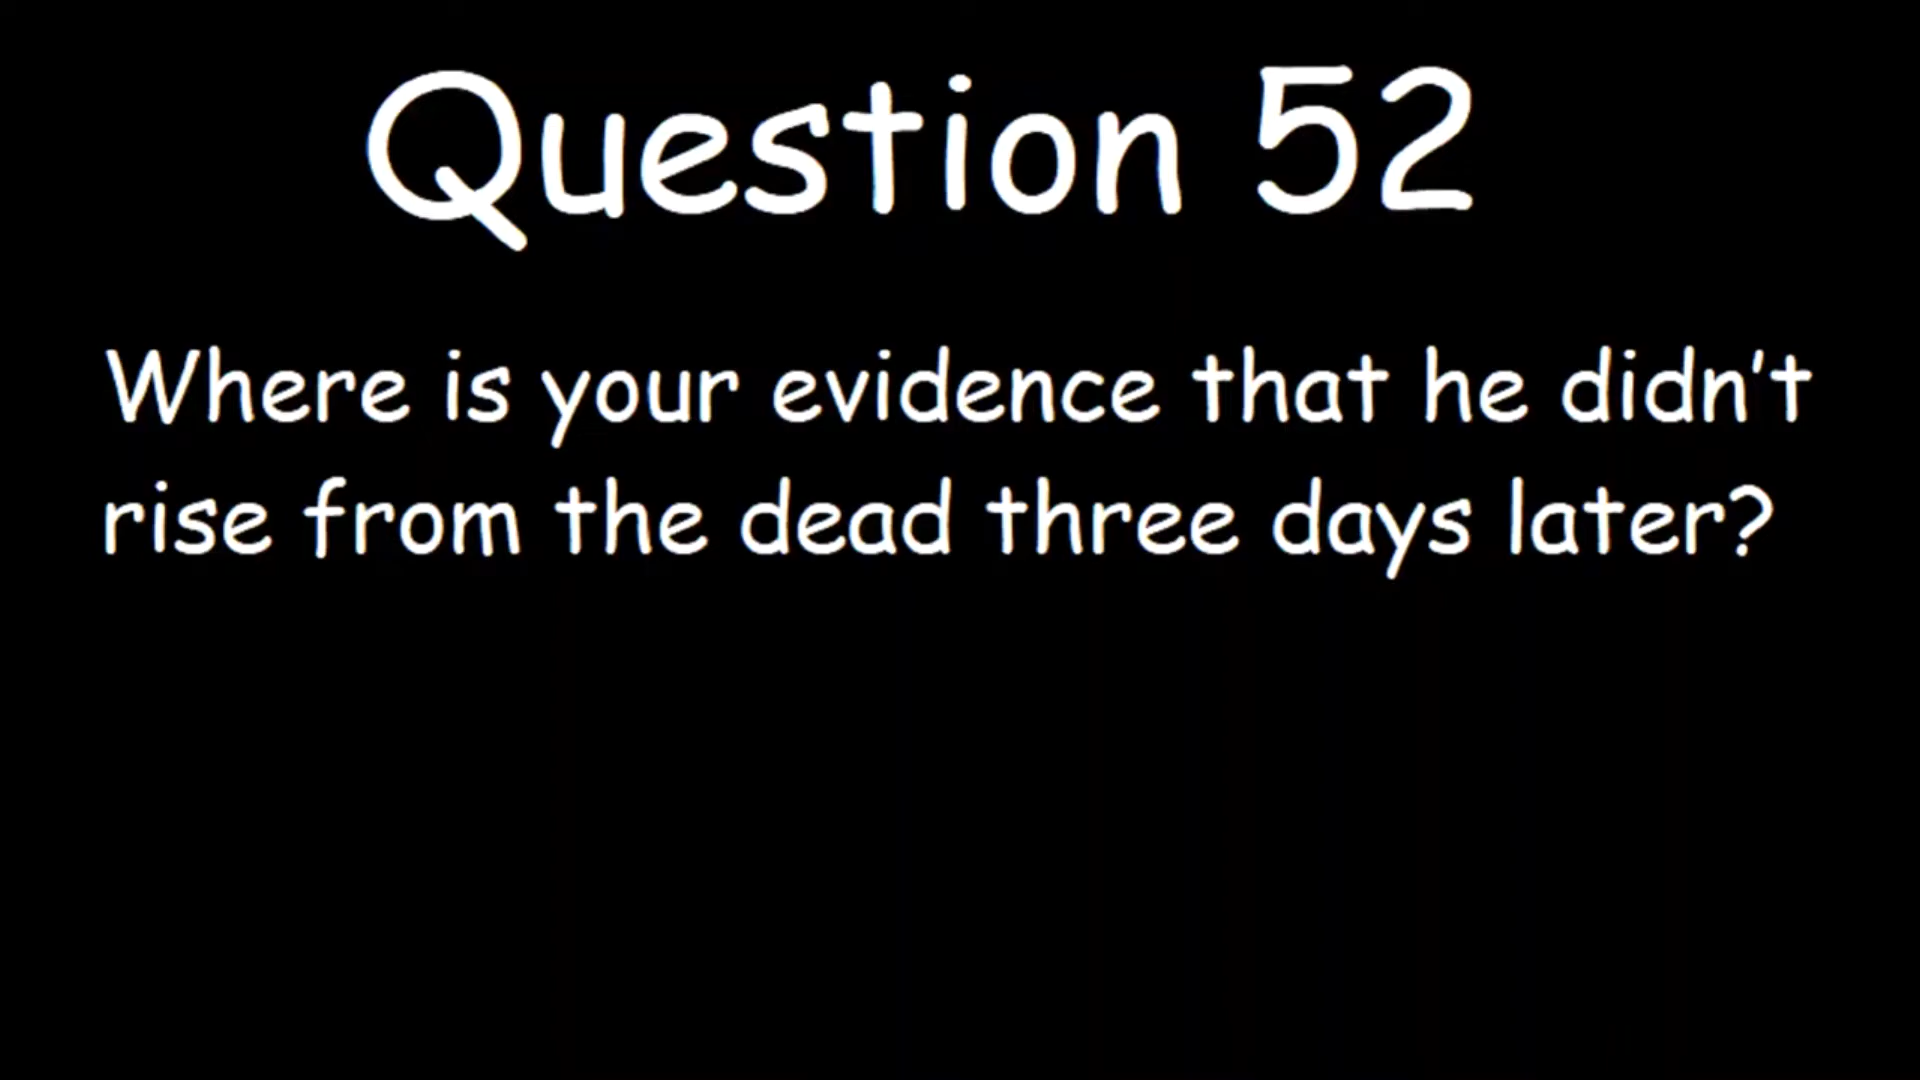 Question 52
Where is your evidence that he didn't
rise from the dead three days later?